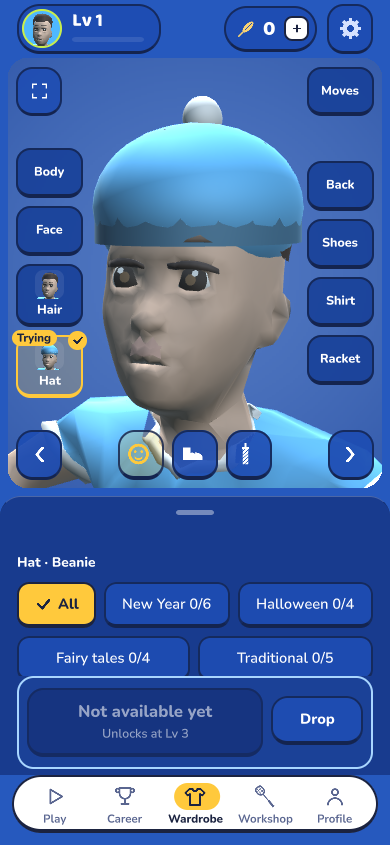 Lv 1
0
+
Moves
Body
Back
Face
Shoes
Hair
Shirt
Trying
Hat
Racket
Hat · Beanie
All
New Year 0/6
Halloween 0/4
Fairy tales 0/4
Traditional 0/5
Not available yet
Unlocks at Lv 3
Drop
Play
Career
Wardrobe
Workshop
Profile